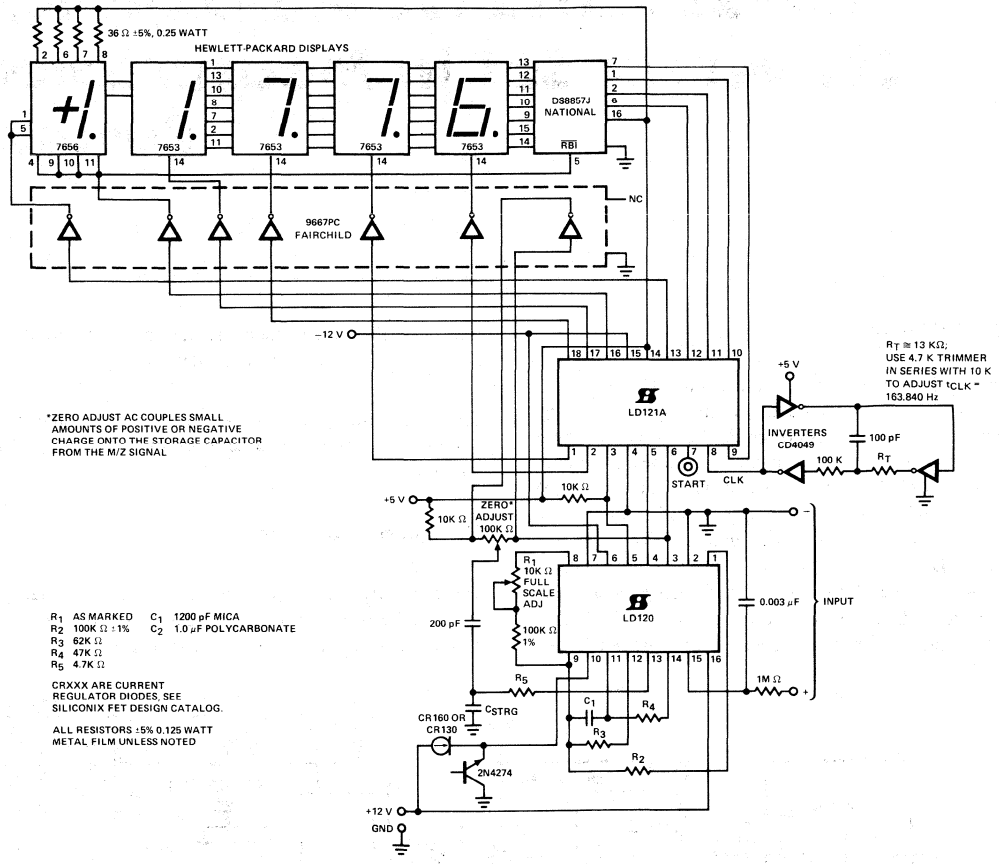 36 Ω ±5%, 0.25 WATT
2 6 7 8
HEWLETT-PACKARD DISPLAYS
+1. 1. 7. 7. 6.
7656 7653 7653 7653 7653
1
5
4 9 10 11
14 14 14 14
1
13
10
8
7
2
11
13
12
11
10
9
15
14
DS8857J
NATIONAL
RBI
5
7
1
2
6
16
NC
9667PC
FAIRCHILD
−12 V
18 17 16 15 14 13 12 11 10
LD121A
1 2 3 4 5 6 7 8 9
START
CLK
RT ≅ 13 KΩ;
USE 4.7 K TRIMMER
IN SERIES WITH 10 K
TO ADJUST tCLK =
163.840 Hz
+5 V
INVERTERS
CD4049
100 pF
100 K
RT
*ZERO ADJUST AC COUPLES SMALL
AMOUNTS OF POSITIVE OR NEGATIVE
CHARGE ONTO THE STORAGE CAPACITOR
FROM THE M/Z SIGNAL
+5 V
10K Ω
10K Ω
ZERO*
ADJUST
100K Ω
−
R1
10K Ω
FULL
SCALE
ADJ
8 7 6 5 4 3 2 1
LD120
9 10 11 12 13 14 15 16
0.003 μF
INPUT
200 pF
100K Ω
1%
1M Ω
+
R5
CSTRG
C1
R4
R3
R2
R1 AS MARKED C1 1200 pF MICA
R2 100K Ω ±1% C2 1.0 μF POLYCARBONATE
R3 62K Ω
R4 47K Ω
R5 4.7K Ω
CRXXX ARE CURRENT
REGULATOR DIODES, SEE
SILICONIX FET DESIGN CATALOG.
ALL RESISTORS ±5% 0.125 WATT
METAL FILM UNLESS NOTED
CR160 OR
CR130
2N4274
+12 V
GND